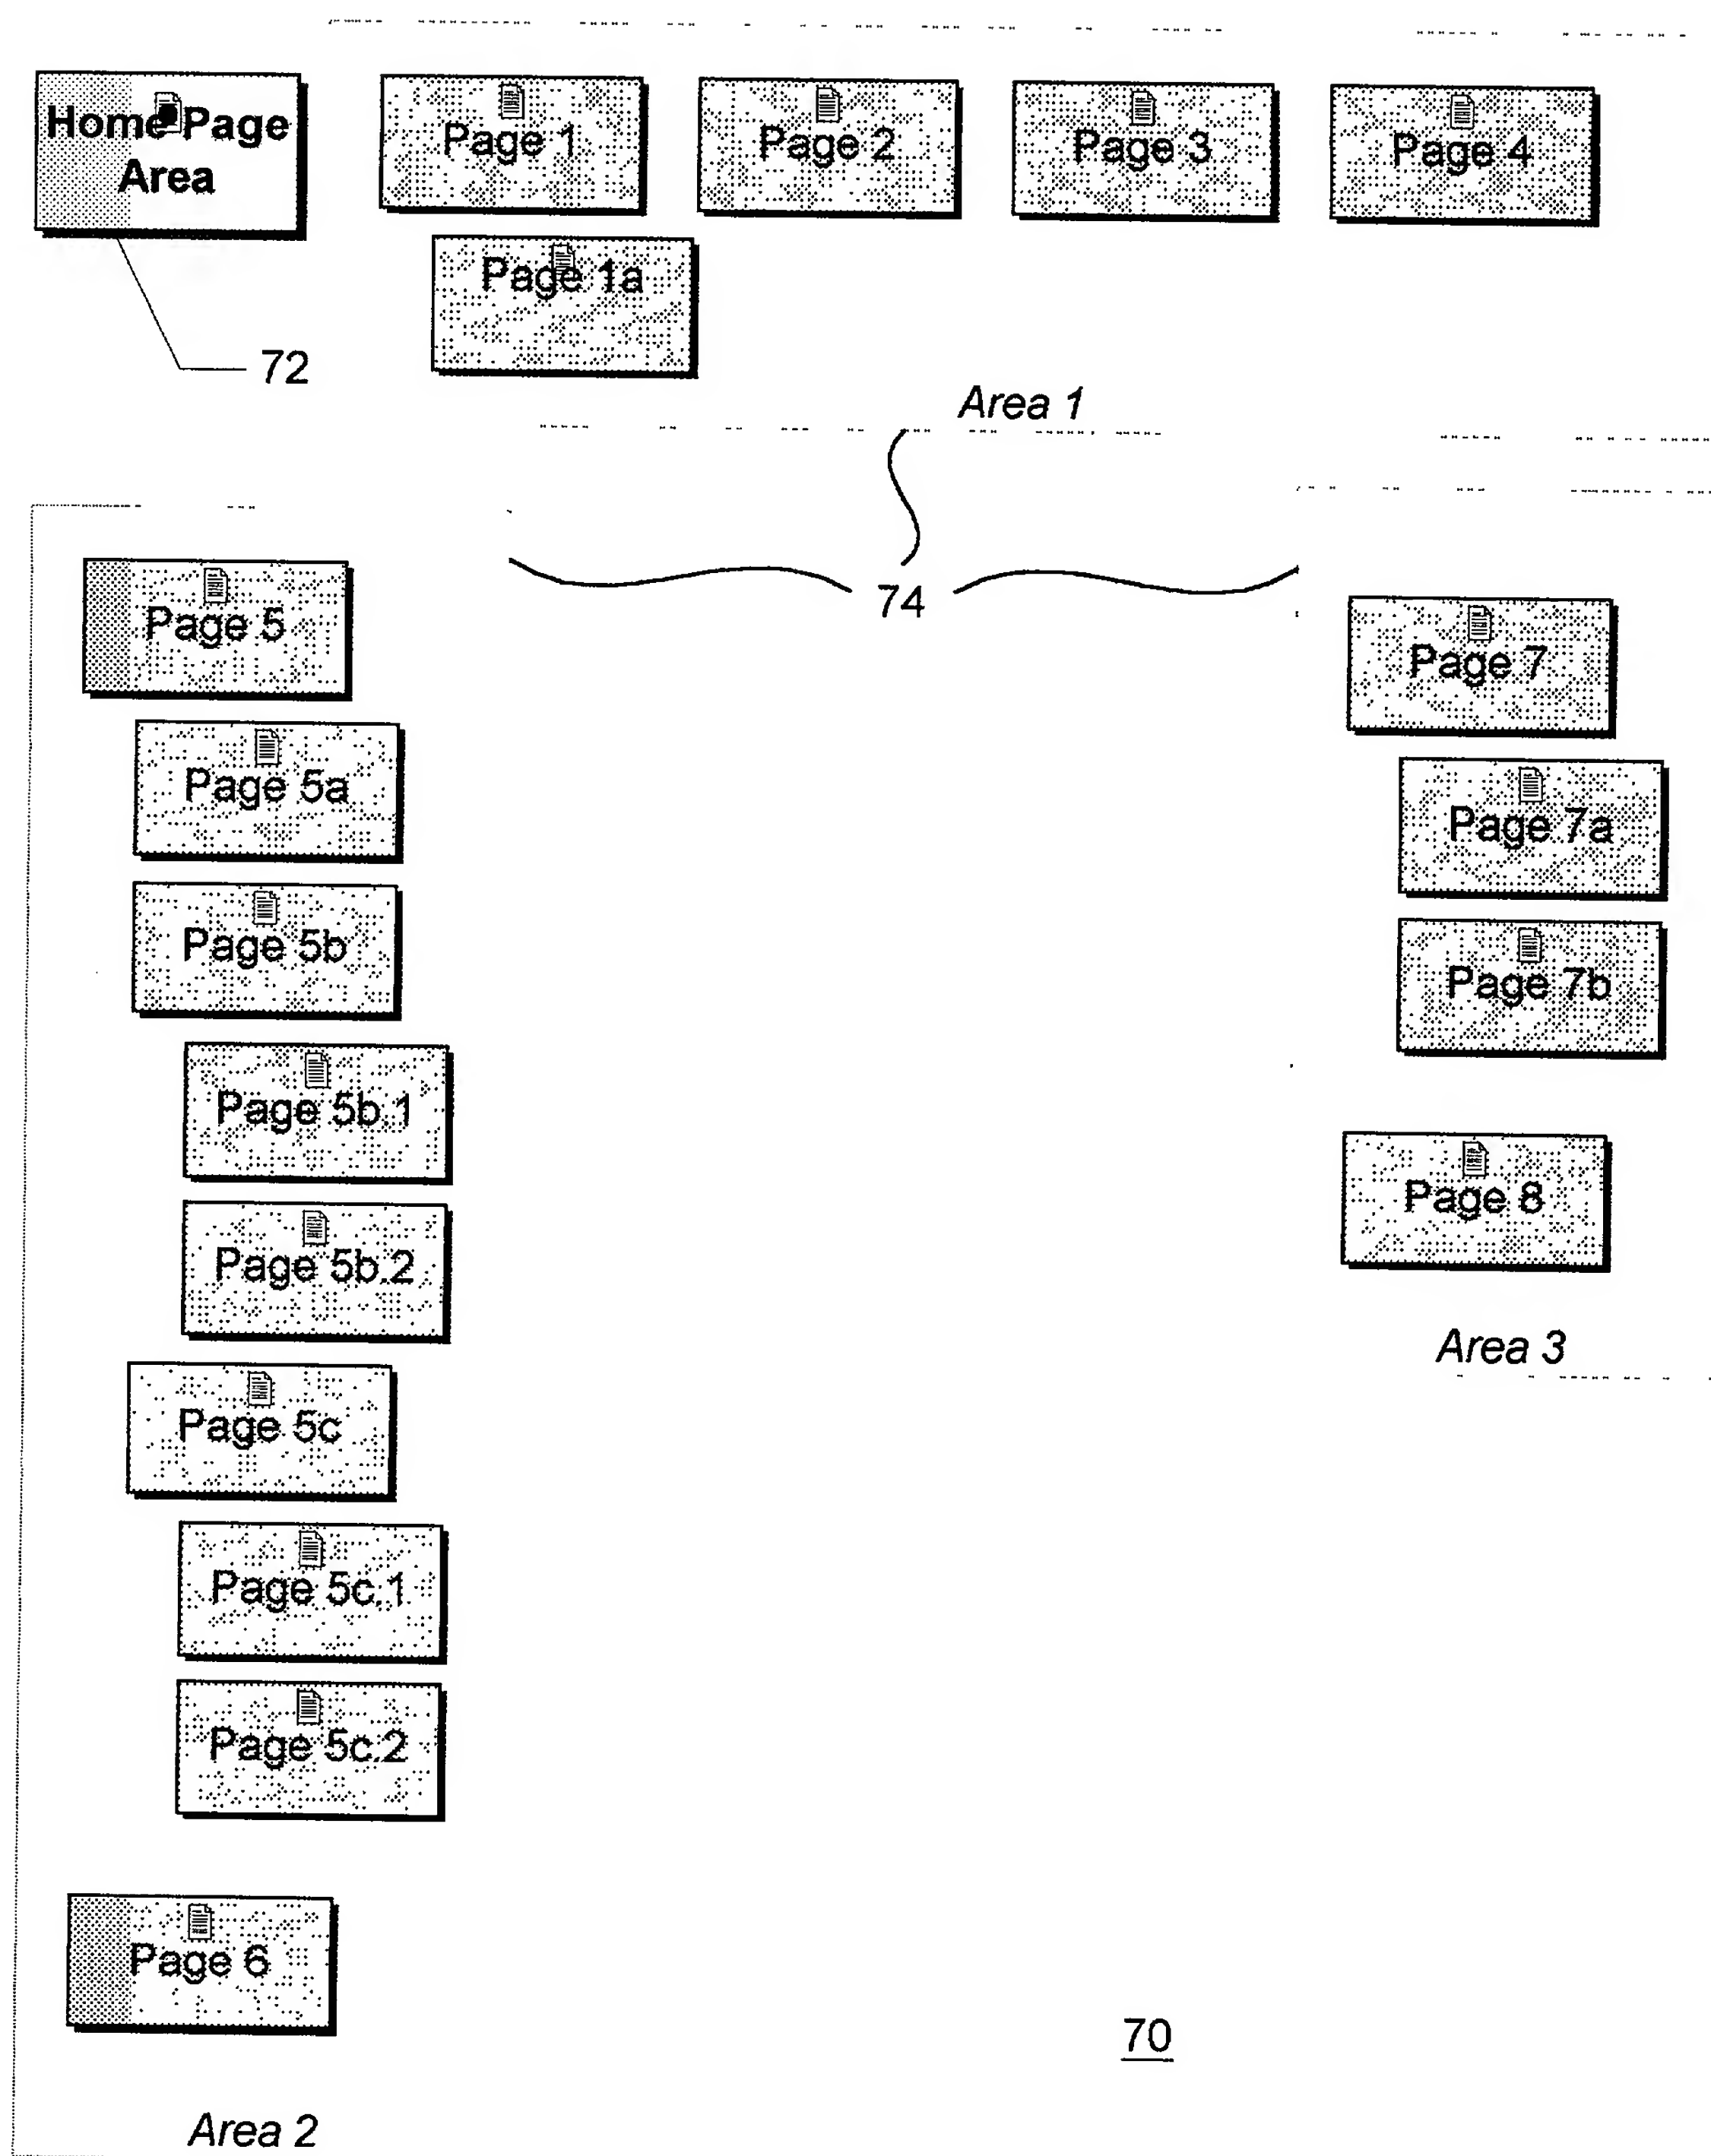 Home Page
Area
Page 1
Page 2
Page 3
Page 4
Page 1a
72
Area 1
74
Page 5
Page 5a
Page 5b
Page 5b.1
Page 5b.2
Page 5c
Page 5c.1
Page 5c.2
Page 6
Area 2
Page 7
Page 7a
Page 7b
Page 8
Area 3
70